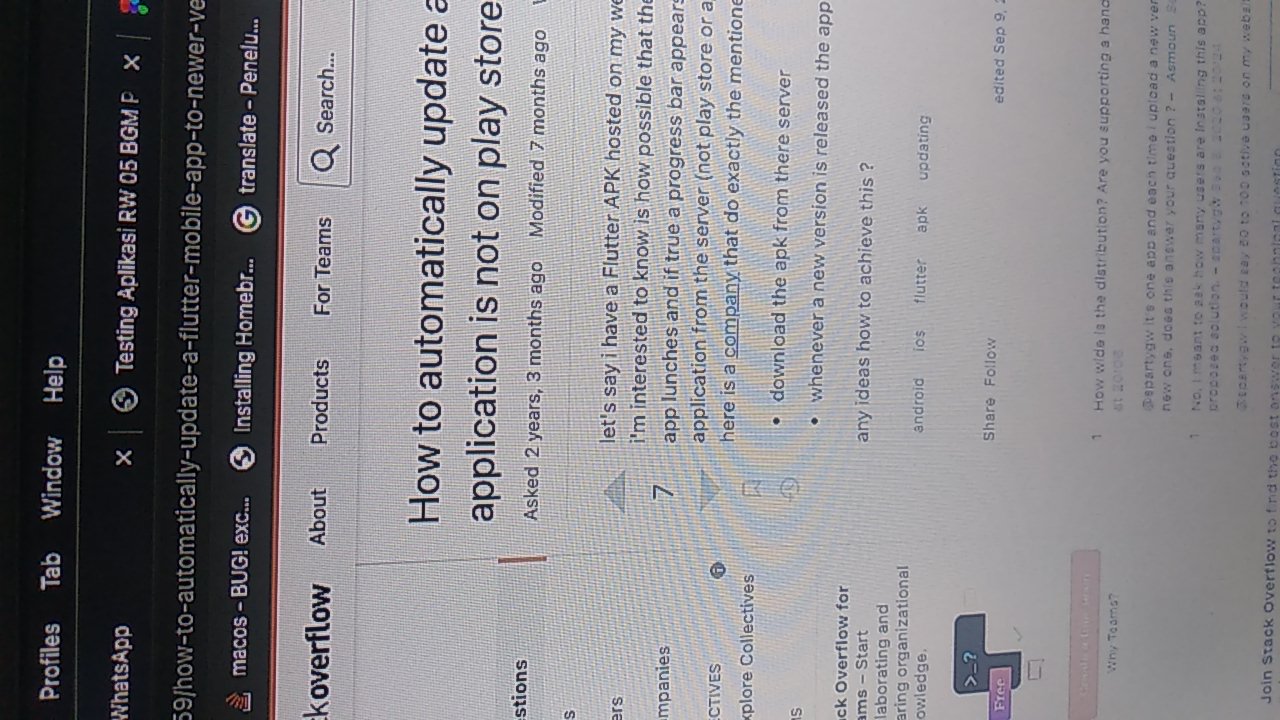 Profiles Tab Window Help
WhatsApp × Testing Aplikasi RW 05 BGM P ×
59/how-to-automatically-update-a-flutter-mobile-app-to-newer-ve
macos - BUG! exc... Installing Homebr... translate - Penelu...
ckoverflow About Products For Teams Search...
How to automatically update a
application is not on play store
Asked 2 years, 3 months ago Modified 7 months ago
let's say i have a Flutter APK hosted on my we
i'm interested to know is how possible that the
7
app lunches and if true a progress bar appears
application from the server (not play store or a
here is a company that do exactly the mentione
• download the apk from there server
• whenever a new version is released the app
any ideas how to achieve this ?
android ios flutter apk updating
Share Follow
edited Sep 9, 2
stions
s
ers
mpanies
ECTIVES
xplore Collectives
MS
ck Overflow for
ams – Start
laborating and
aring organizational
owledge.
>_?
Free
Why Teams?
1 How wide is the distribution? Are you supporting a hand
at 20:06
@spartygw it's one app and each time i upload a new ver
new one, does this answer your question ? – Asmoun
1 No, I meant to ask how many users are installing this app?
proposed solution. – spartygw Sep 8, 2020 at 20:24
@spartygw I would say 50 to 100 active users on my websit
Join Stack Overflow to find the best answer to your technical question